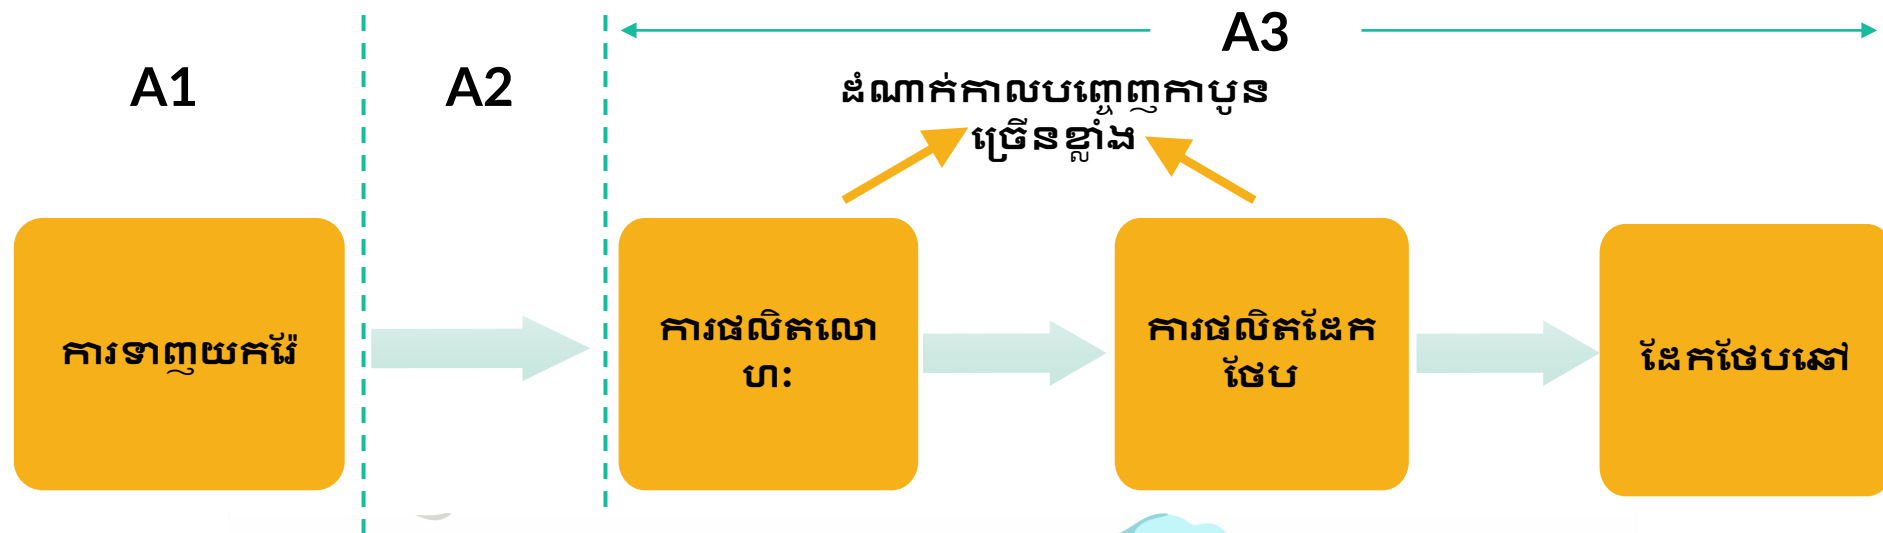 A1
A2
A3
ដំណាក់កាលបញ្ចេញកាបូន
ច្រើនខ្លាំង
ការទាញយករ៉ែ
ការផលិតលោ
ហៈ
ការផលិតដែក
ថែប
ដែកថែបឆៅ